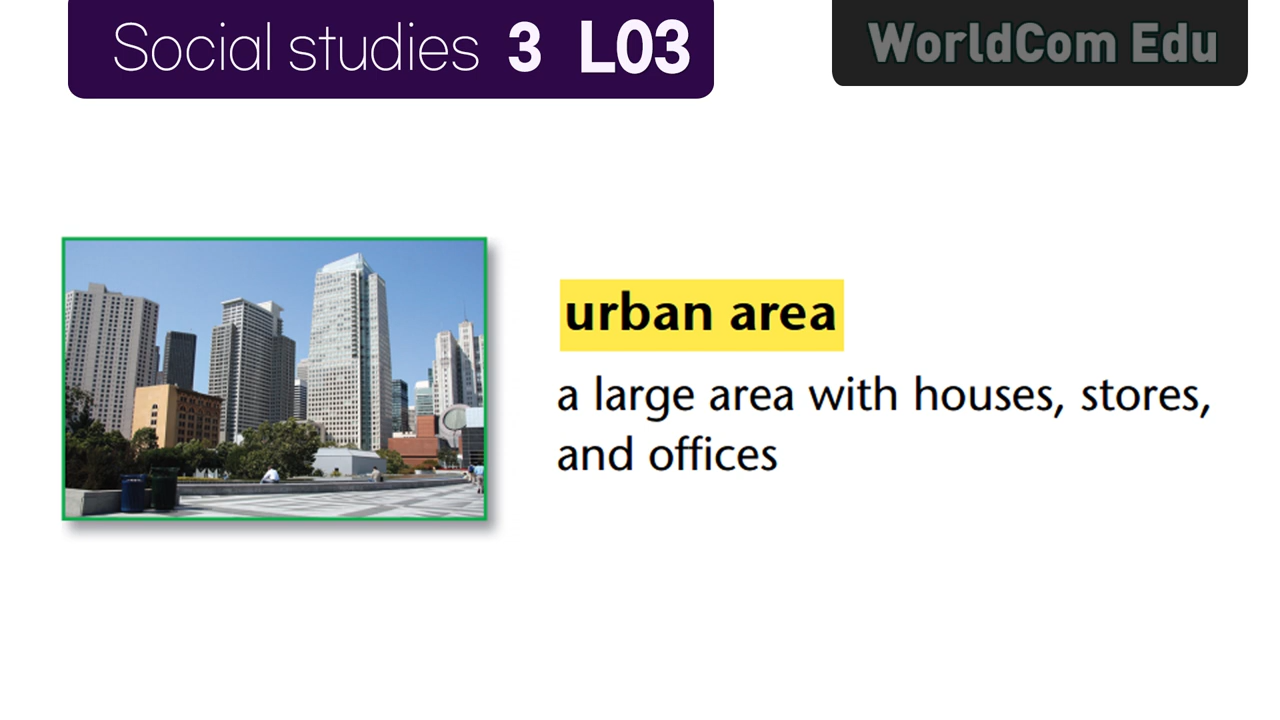 Social studies 3 L03
WorldCom Edu
urban area
a large area with houses, stores,
and offices